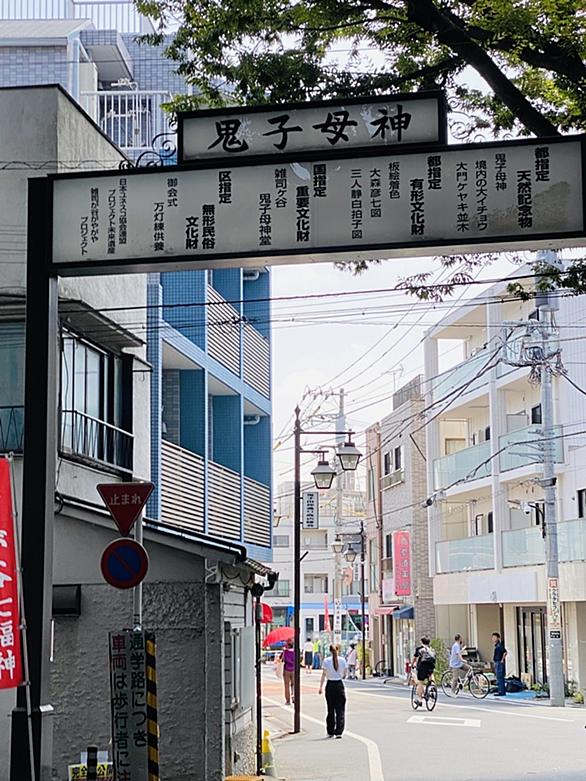 鬼子母神
都指定
天然記念物
鬼子母神
境内の大イチョウ
大門ケヤキ並木
都指定
有形文化財
板絵着色
大森彦七図
三人静白拍子図
国指定
重要文化財
雑司ケ谷
鬼子母神堂
区指定
無形民俗
文化財
御会式
万灯練供養
日本ユネスコ協会連盟
プロジェクト未来遺産
雑司が谷がやがや
プロジェクト
止まれ
福神
通学路につき
車両は歩行者に注